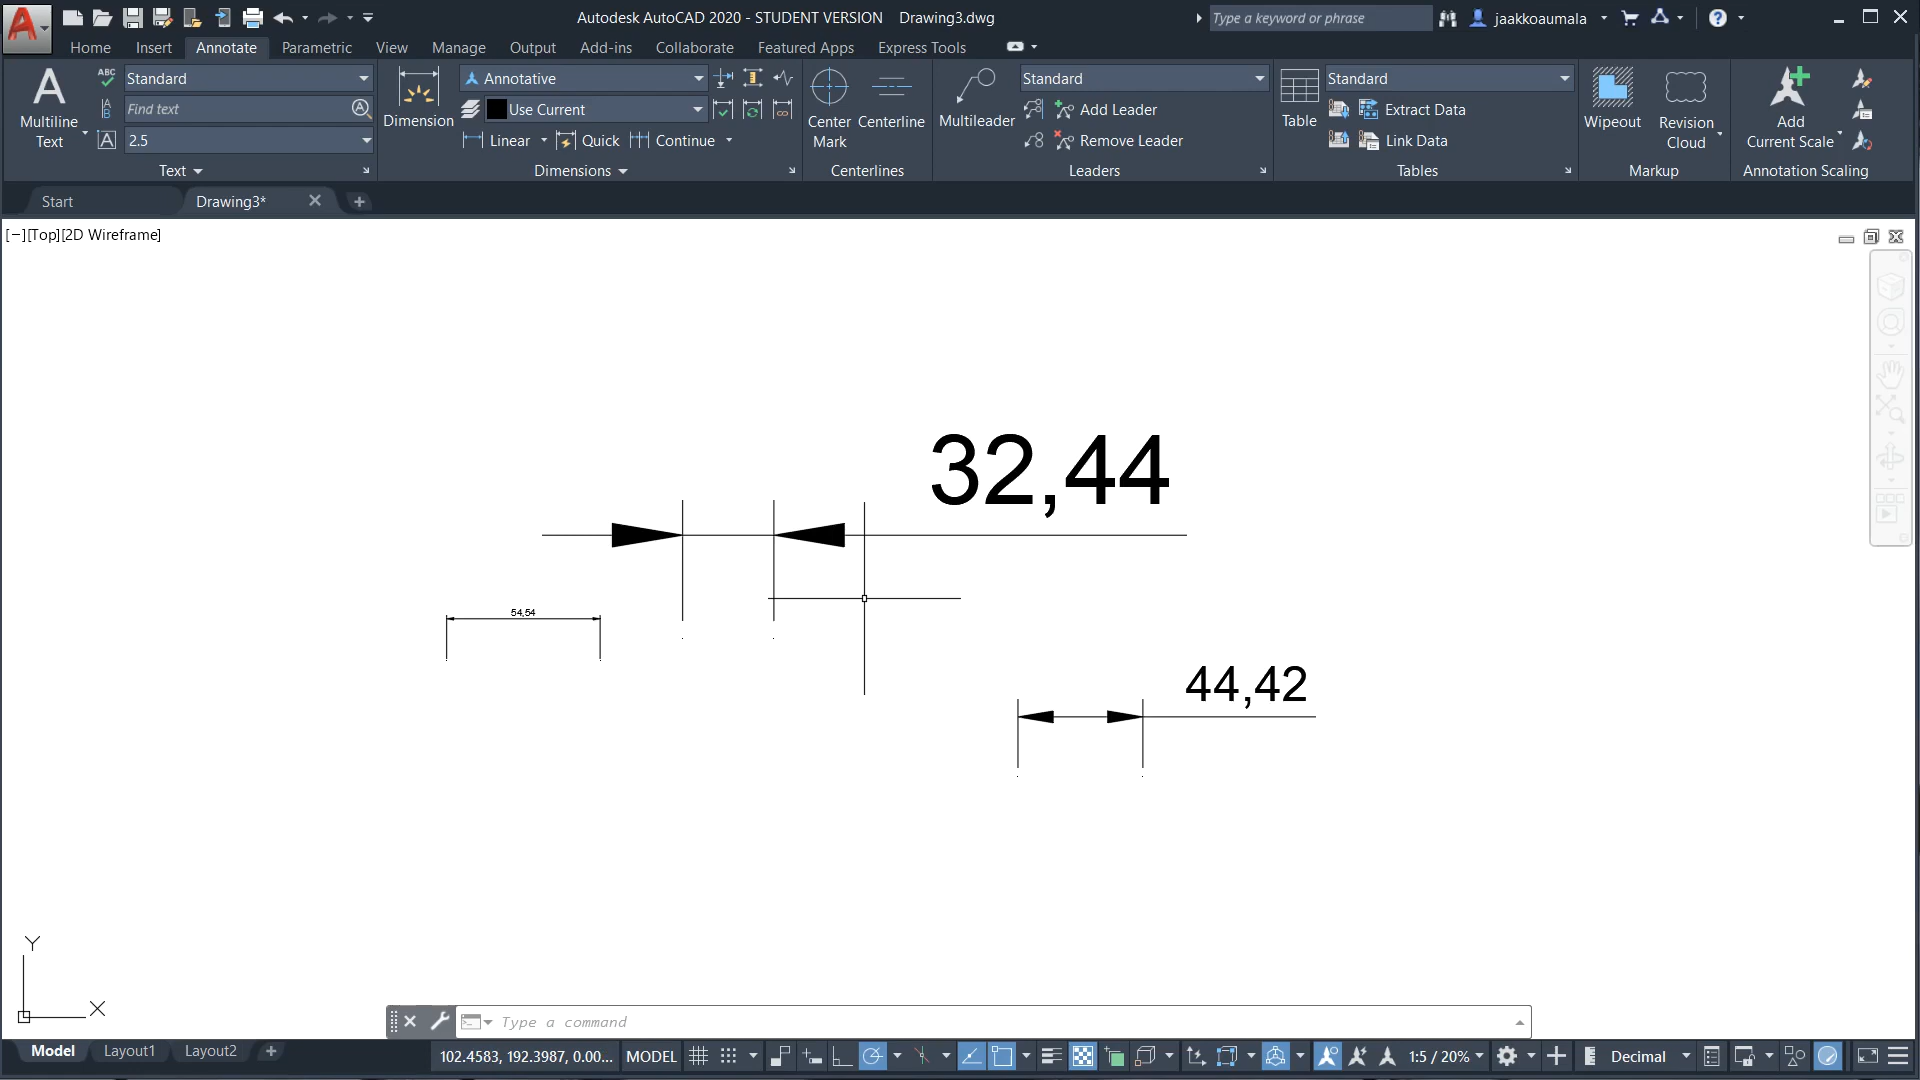 Autodesk AutoCAD 2020 - STUDENT VERSION Drawing3.dwg
Type a keyword or phrase
jaakkoaumala
Home Insert Annotate Parametric View Manage Output Add-ins Collaborate Featured Apps Express Tools
Multiline Text
ABC
Standard
Find text
2.5
Text
Dimension
Annotative
Use Current
Linear Quick Continue
Dimensions
Center Mark
Centerline
Centerlines
Multileader
Standard
Add Leader
Remove Leader
Leaders
Table
Standard
Extract Data
Link Data
Tables
Wipeout
Revision Cloud
Markup
Add Current Scale
Annotation Scaling
Start
Drawing3*
[−][Top][2D Wireframe]
32,44
54,54
44,42
Y
X
Type a command
Model Layout1 Layout2
102.4583, 192.3987, 0.00... MODEL
1:5 / 20%
Decimal